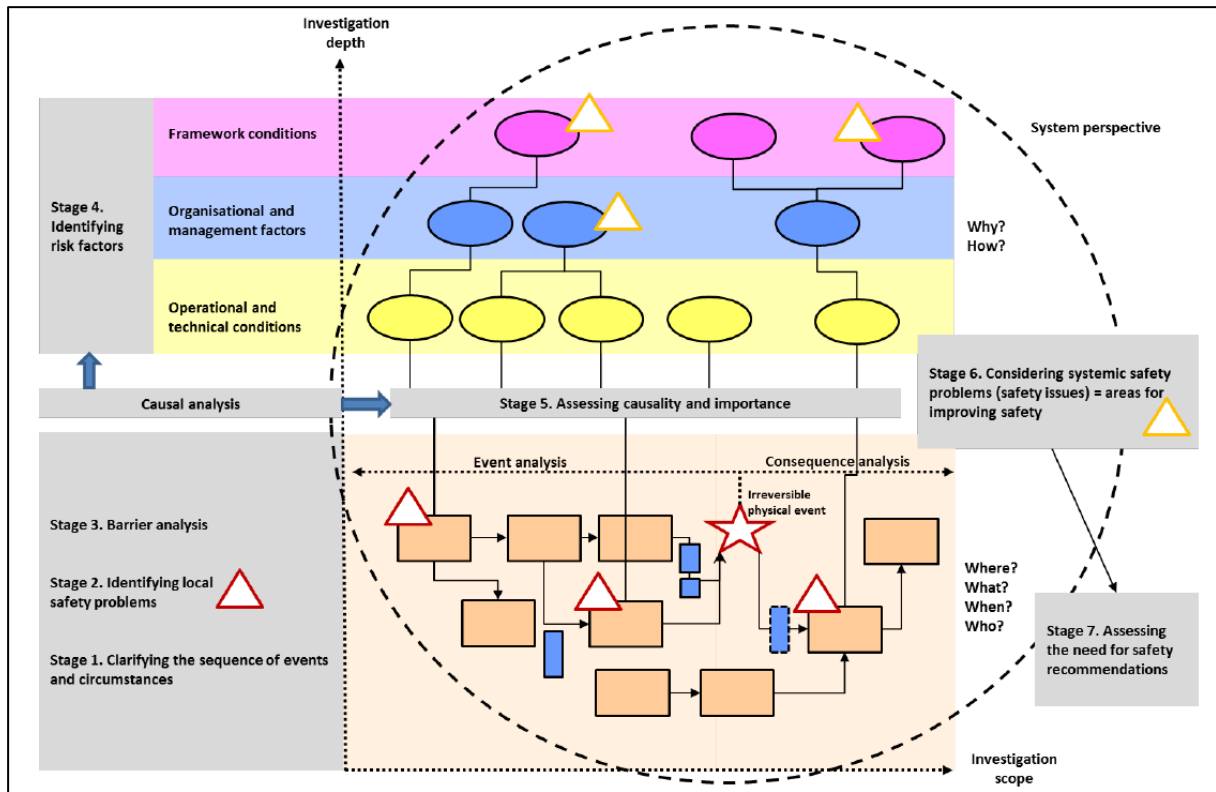 Investigation
depth
Framework conditions
System perspective
Stage 4.
Identifying
risk factors
Organisational and
management factors
Why?
How?
Operational and
technical conditions
Causal analysis
Stage 5. Assessing causality and importance
Stage 6. Considering systemic safety
problems (safety issues) = areas for
improving safety
Event analysis
Consequence analysis
Irreversible
physical event
Stage 3. Barrier analysis
Stage 2. Identifying local
safety problems
Stage 1. Clarifying the sequence of events
and circumstances
Where?
What?
When?
Who?
Stage 7. Assessing
the need for safety
recommendations
Investigation
scope